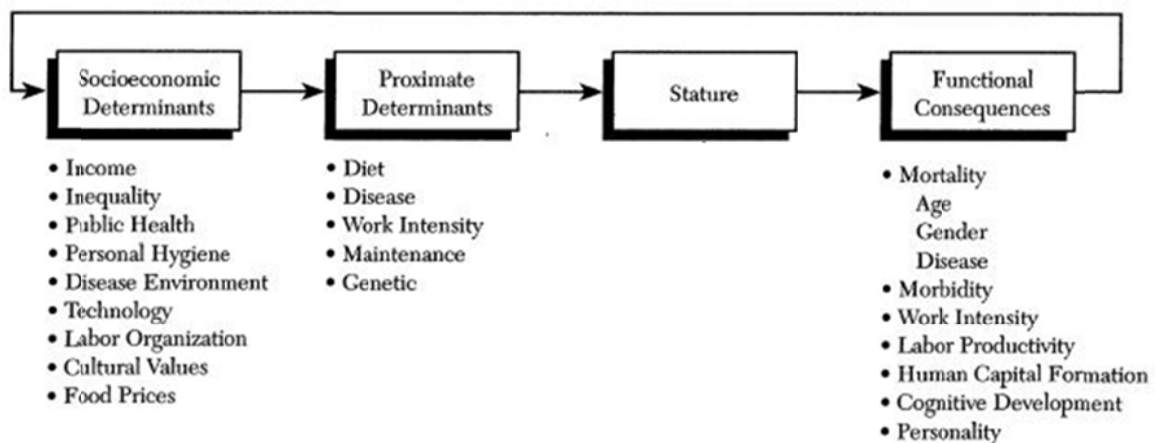 Socioeconomic
Determinants
Proximate
Determinants
Stature
Functional
Consequences
• Income
• Inequality
• Public Health
• Personal Hygiene
• Disease Environment
• Technology
• Labor Organization
• Cultural Values
• Food Prices
• Diet
• Disease
• Work Intensity
• Maintenance
• Genetic
• Mortality
Age
Gender
Disease
• Morbidity
• Work Intensity
• Labor Productivity
• Human Capital Formation
• Cognitive Development
• Personality